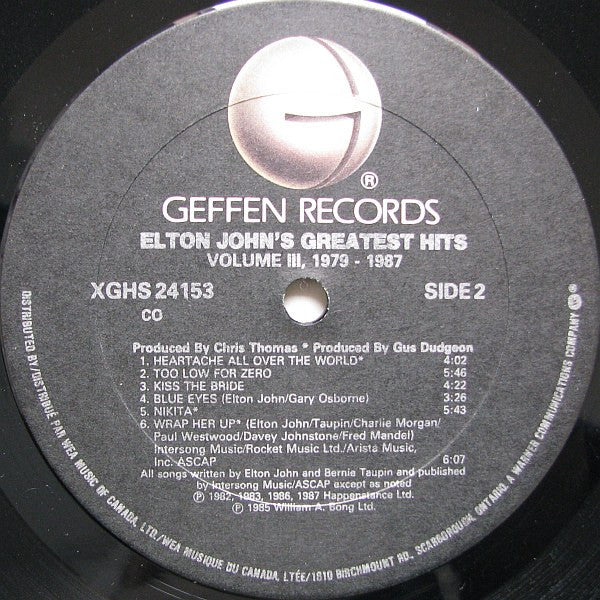 G
®
GEFFEN RECORDS
ELTON JOHN'S GREATEST HITS
VOLUME III, 1979 - 1987
XGHS 24153 SIDE 2
CO
Produced By Chris Thomas * Produced By Gus Dudgeon
1. HEARTACHE ALL OVER THE WORLD* 4:02
2. TOO LOW FOR ZERO 5:46
3. KISS THE BRIDE 4:22
4. BLUE EYES (Elton John/Gary Osborne) 3:26
5. NIKITA* 5:43
6. WRAP HER UP* (Elton John/Taupin/Charlie Morgan/
Paul Westwood/Davey Johnstone/Fred Mandel)
Intersong Music/Rocket Music Ltd./Arista Music,
Inc. ASCAP 6:07
All songs written by Elton John and Bernie Taupin and published
by Intersong Music/ASCAP except as noted
Ⓟ 1982, 1983, 1986, 1987 Happenstance Ltd.
Ⓟ 1985 William A. Bong Ltd.
DISTRIBUTED BY/DISTRIBUÉ PAR WEA MUSIC OF CANADA, LTD./WEA MUSIQUE DU CANADA, LTÉE/1810 BIRCHMOUNT RD., SCARBOROUGH, ONTARIO, A WARNER COMMUNICATIONS COMPANY